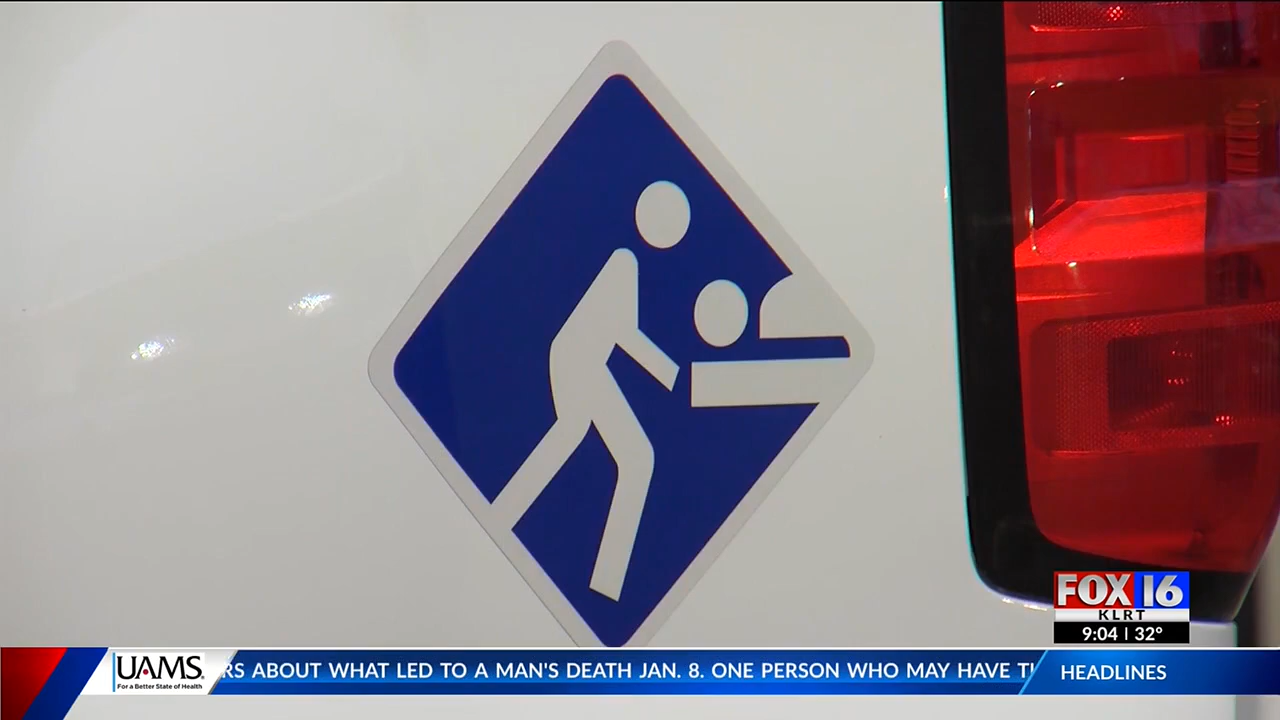 FOX 16
KLRT
9:04 | 32°
UAMS
For a Better State of Health
ABOUT WHAT LED TO A MAN'S DEATH JAN. 8. ONE PERSON WHO MAY HAVE
HEADLINES